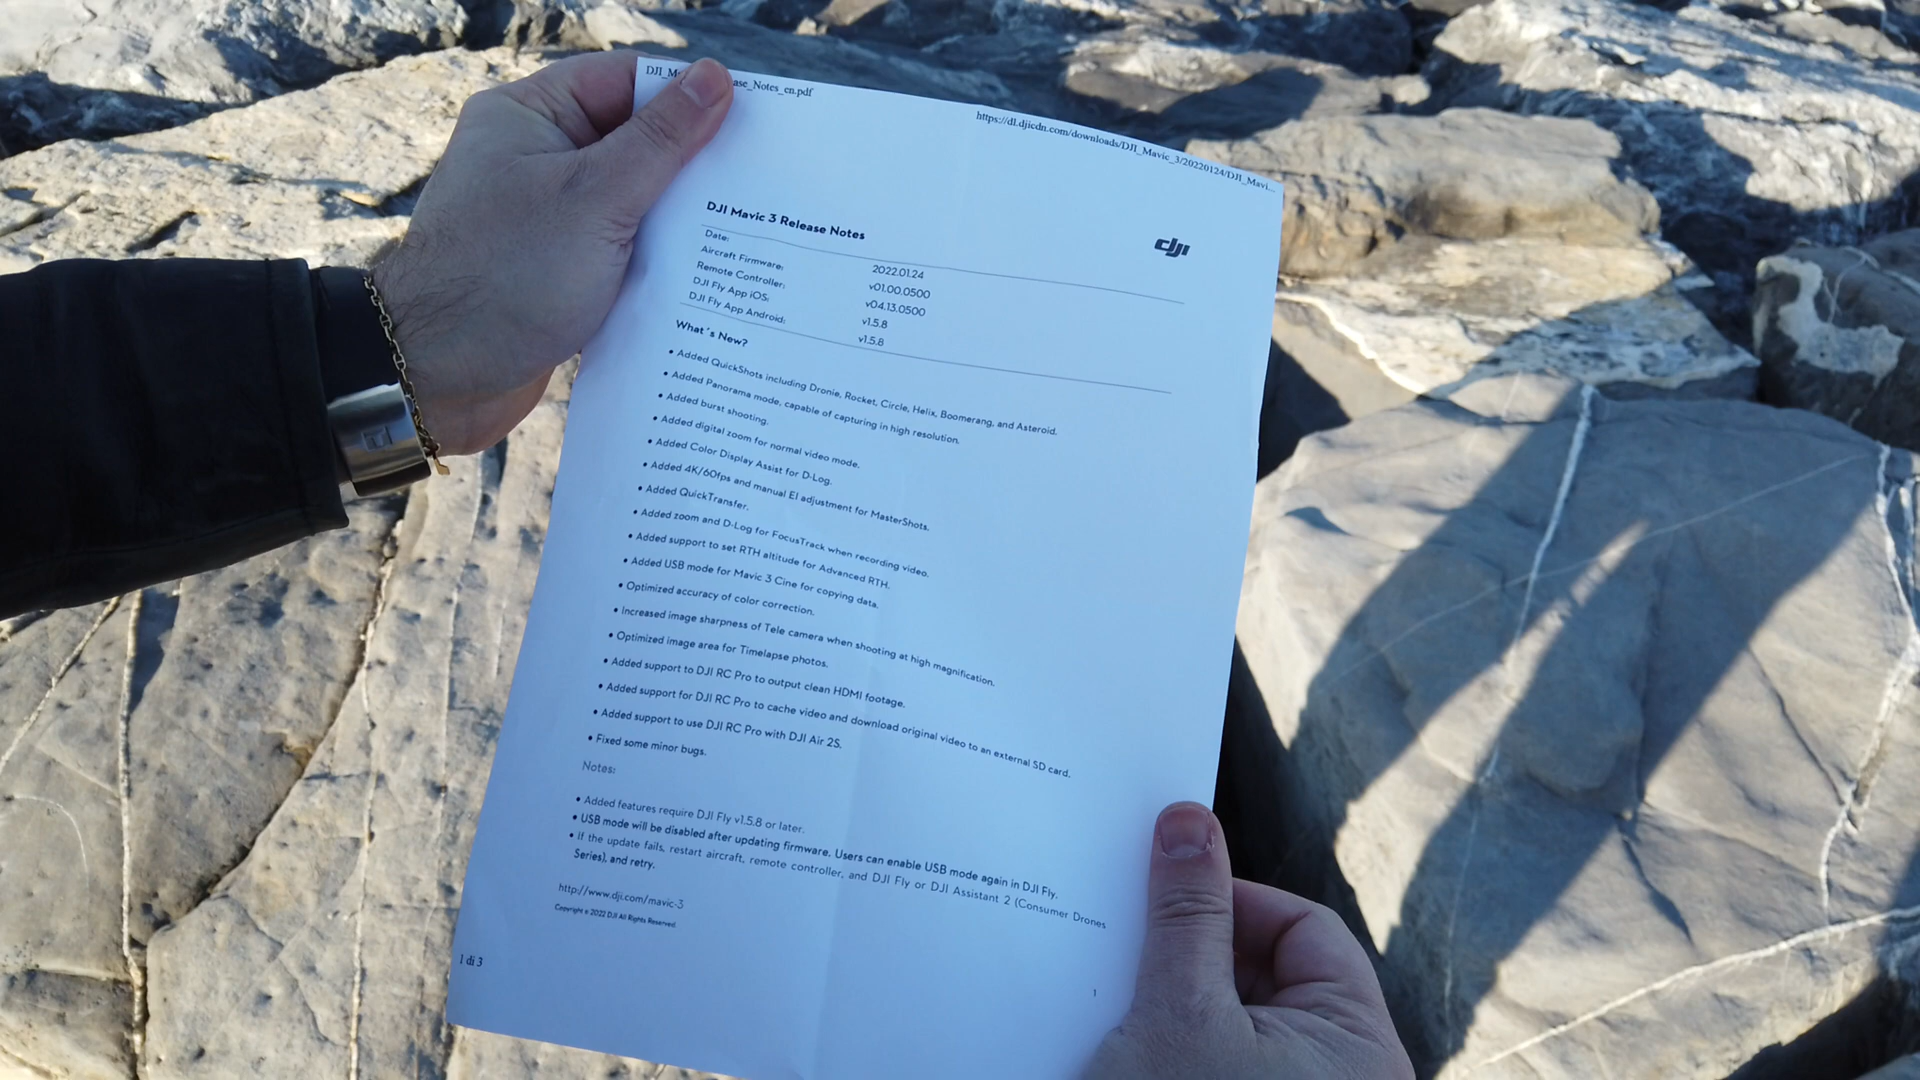 DJI_M ase_Notes_en.pdf
https://dl.djicdn.com/downloads/DJI_Mavic_3/20220124/DJI_Mavi...
DJI Mavic 3 Release Notes
dji
Date: 2022.01.24
Aircraft Firmware: v01.00.0500
Remote Controller: v04.13.0500
DJI Fly App iOS: v1.5.8
DJI Fly App Android: v1.5.8
What´s New?
• Added QuickShots including Dronie, Rocket, Circle, Helix, Boomerang, and Asteroid.
• Added Panorama mode, capable of capturing in high resolution.
• Added burst shooting.
• Added digital zoom for normal video mode.
• Added Color Display Assist for D-Log.
• Added 4K/60fps and manual EI adjustment for MasterShots.
• Added QuickTransfer.
• Added zoom and D-Log for FocusTrack when recording video.
• Added support to set RTH altitude for Advanced RTH.
• Added USB mode for Mavic 3 Cine for copying data.
• Optimized accuracy of color correction.
• Increased image sharpness of Tele camera when shooting at high magnification.
• Optimized image area for Timelapse photos.
• Added support to DJI RC Pro to output clean HDMI footage.
• Added support for DJI RC Pro to cache video and download original video to an external SD card.
• Added support to use DJI RC Pro with DJI Air 2S.
• Fixed some minor bugs.
Notes:
• Added features require DJI Fly v1.5.8 or later.
• USB mode will be disabled after updating firmware. Users can enable USB mode again in DJI Fly.
• If the update fails, restart aircraft, remote controller, and DJI Fly or DJI Assistant 2 (Consumer Drones
Series), and retry.
http://www.dji.com/mavic-3
Copyright © 2022 DJI All Rights Reserved.
1 di 3
1